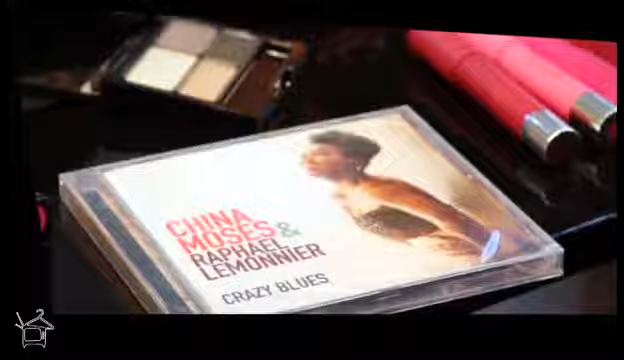 CHINA
MOSES &
RAPHAEL
LEMONNIER
CRAZY BLUES